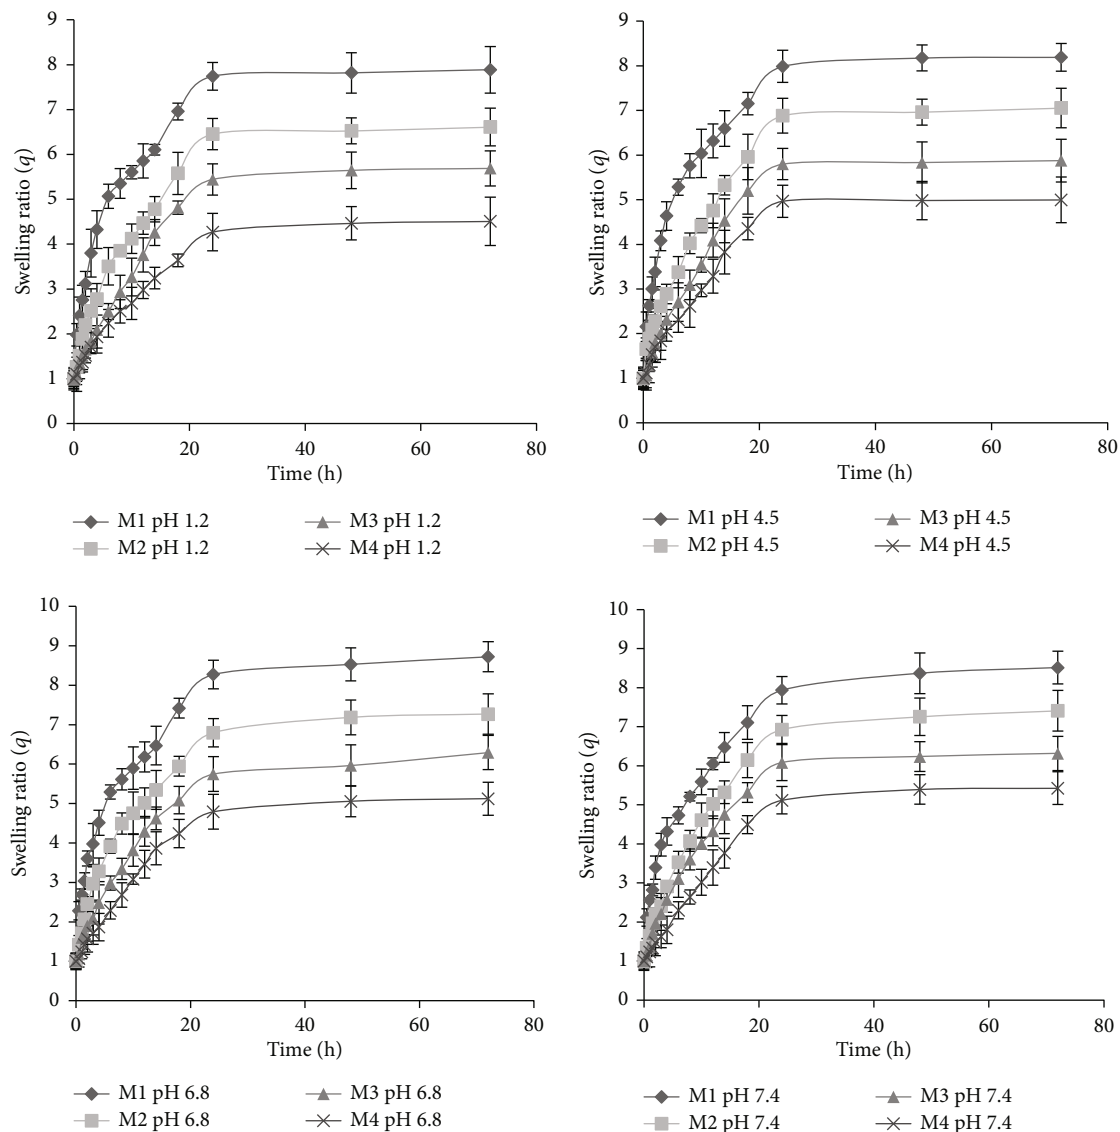 9
8
7
6
5
4
3
2
1
0
Swelling ratio (q)
0 20 40 60 80
Time (h)
M1 pH 1.2 M3 pH 1.2
M2 pH 1.2 M4 pH 1.2
9
8
7
6
5
4
3
2
1
0
Swelling ratio (q)
0 20 40 60 80
Time (h)
M1 pH 4.5 M3 pH 4.5
M2 pH 4.5 M4 pH 4.5
10
9
8
7
6
5
4
3
2
1
0
Swelling ratio (q)
0 20 40 60 80
Time (h)
M1 pH 6.8 M3 pH 6.8
M2 pH 6.8 M4 pH 6.8
10
9
8
7
6
5
4
3
2
1
0
Swelling ratio (q)
0 20 40 60 80
Time (h)
M1 pH 7.4 M3 pH 7.4
M2 pH 7.4 M4 pH 7.4